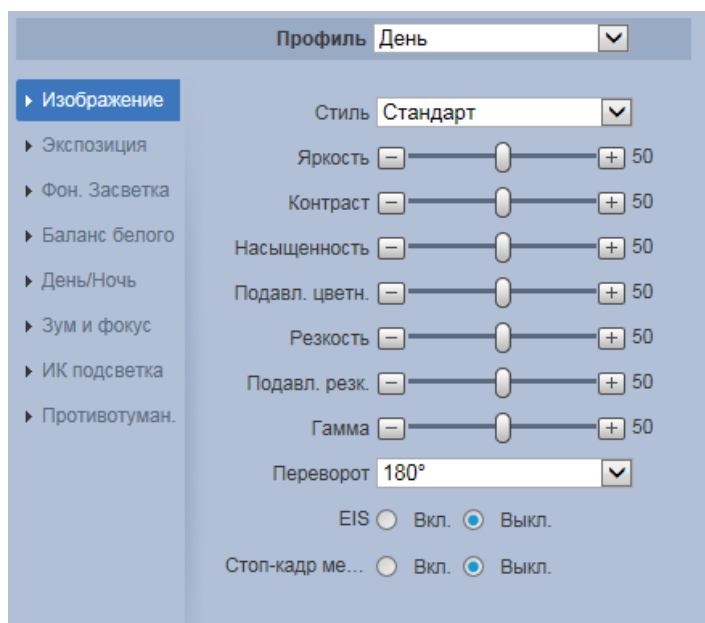 Профиль День
Изображение
Экспозиция
Фон. Засветка
Баланс белого
День/Ночь
Зум и фокус
ИК подсветка
Противотуман.
Стиль Стандарт
Яркость 50
Контраст 50
Насыщенность 50
Подавл. цветн. 50
Резкость 50
Подавл. резк. 50
Гамма 50
Переворот 180°
EIS Вкл. Выкл.
Стоп-кадр ме... Вкл. Выкл.